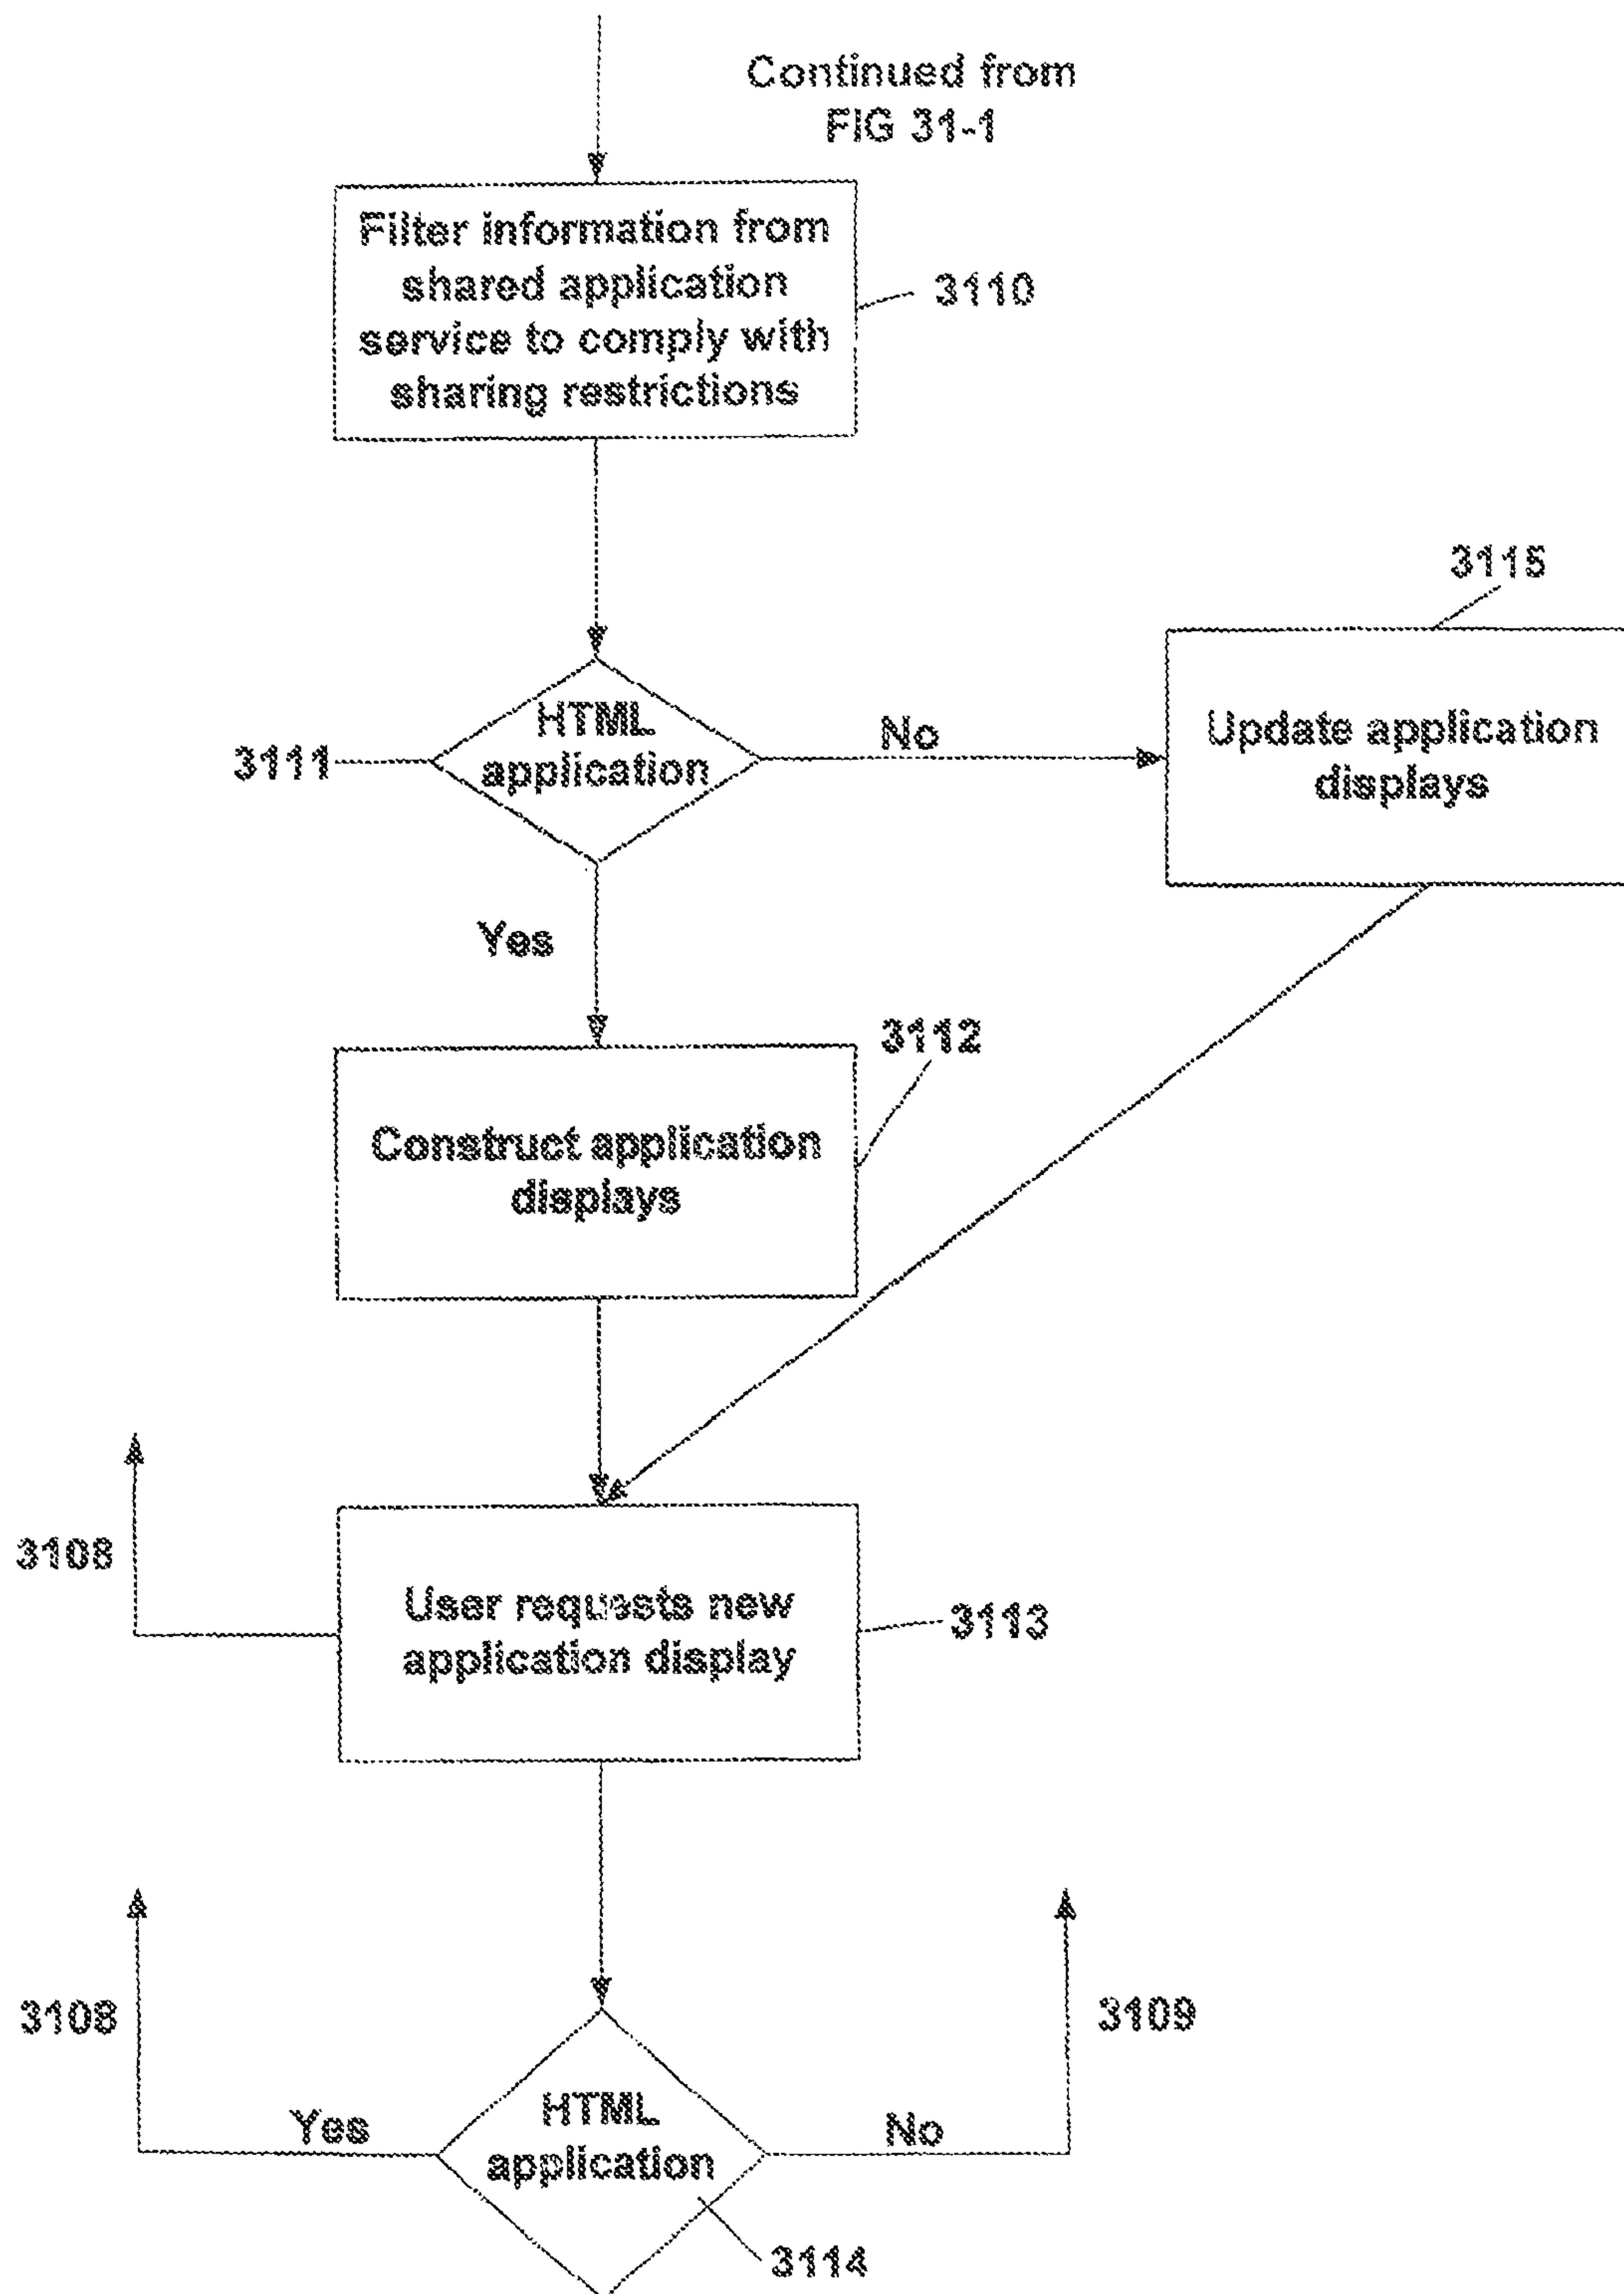 Continued from
FIG 31-1
Filter information from
shared application
service to comply with
sharing restrictions
3110
3115
HTML
application
3111
No
Update application
displays
Yes
3112
Construct application
displays
3108
User requests new
application display
3113
3108
3109
Yes
HTML
application
No
3114